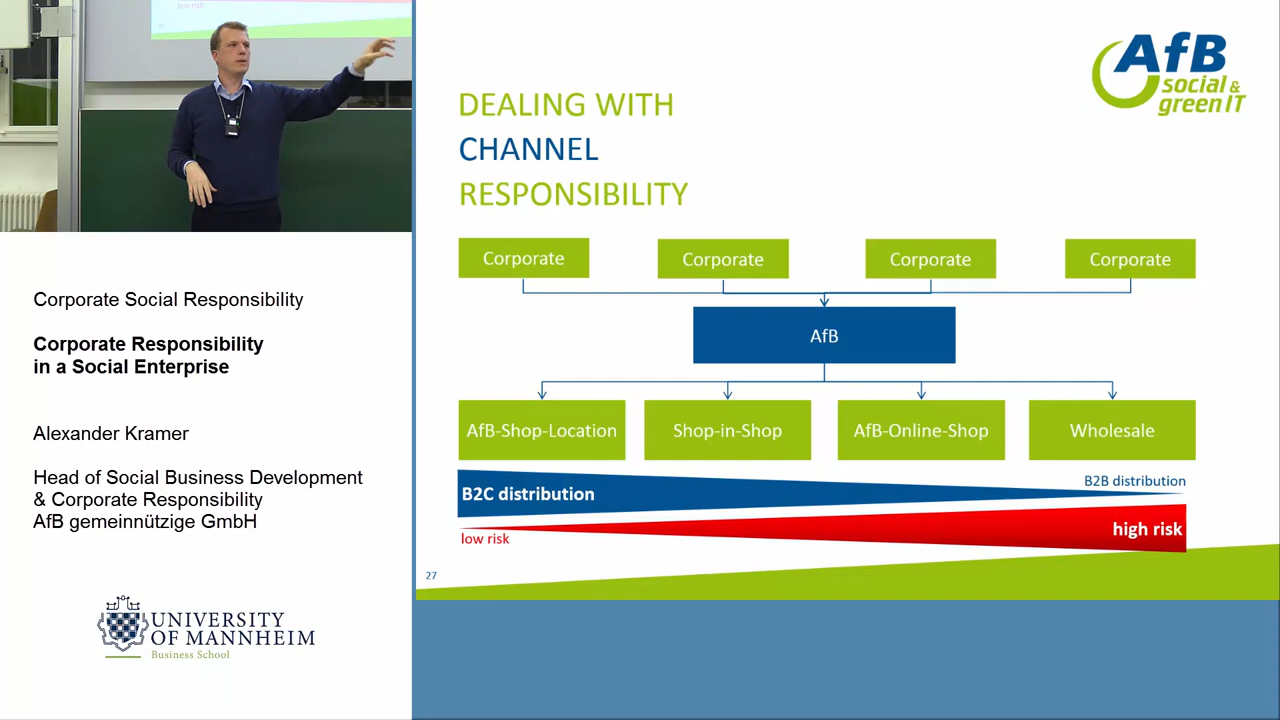 low risk
AfB
social &
green IT
DEALING WITH
CHANNEL
RESPONSIBILITY
Corporate
Corporate
Corporate
Corporate
AfB
AfB-Shop-Location
Shop-in-Shop
AfB-Online-Shop
Wholesale
B2C distribution
B2B distribution
low risk
high risk
27
Corporate Social Responsibility
Corporate Responsibility
in a Social Enterprise
Alexander Kramer
Head of Social Business Development
& Corporate Responsibility
AfB gemeinnützige GmbH
UNIVERSITY
OF MANNHEIM
Business School